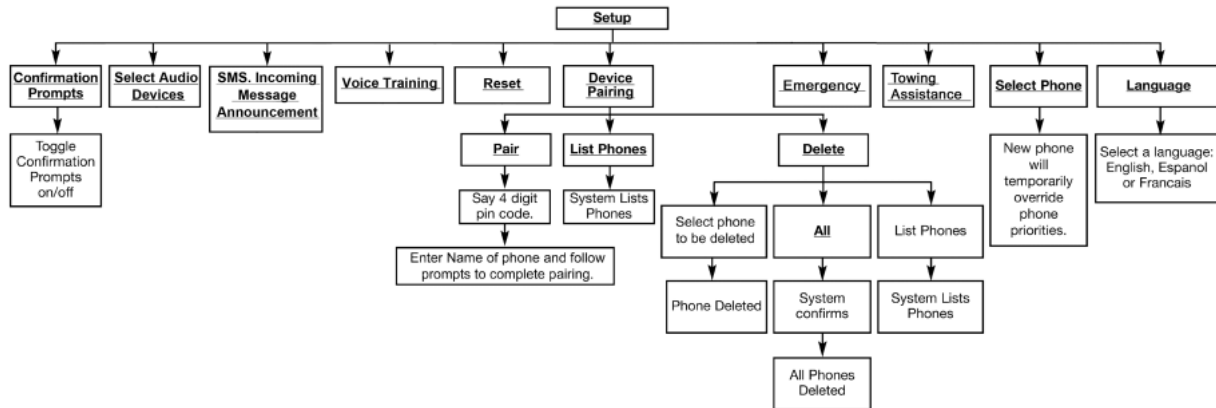 Setup
Confirmation
Prompts
Select Audio
Devices
SMS. Incoming
Message
Announcement
Voice Training
Reset
Device
Pairing
Emergency
Towing
Assistance
Select Phone
Language
Toggle
Confirmation
Prompts
on/off
Pair
List Phones
Delete
New phone
will
temporarily
override
phone
priorities.
Select a language:
English, Espanol
or Francais
Say 4 digit
pin code.
System Lists
Phones
Enter Name of phone and follow
prompts to complete pairing.
Select phone
to be deleted
All
List Phones
Phone Deleted
System
confirms
System Lists
Phones
All Phones
Deleted